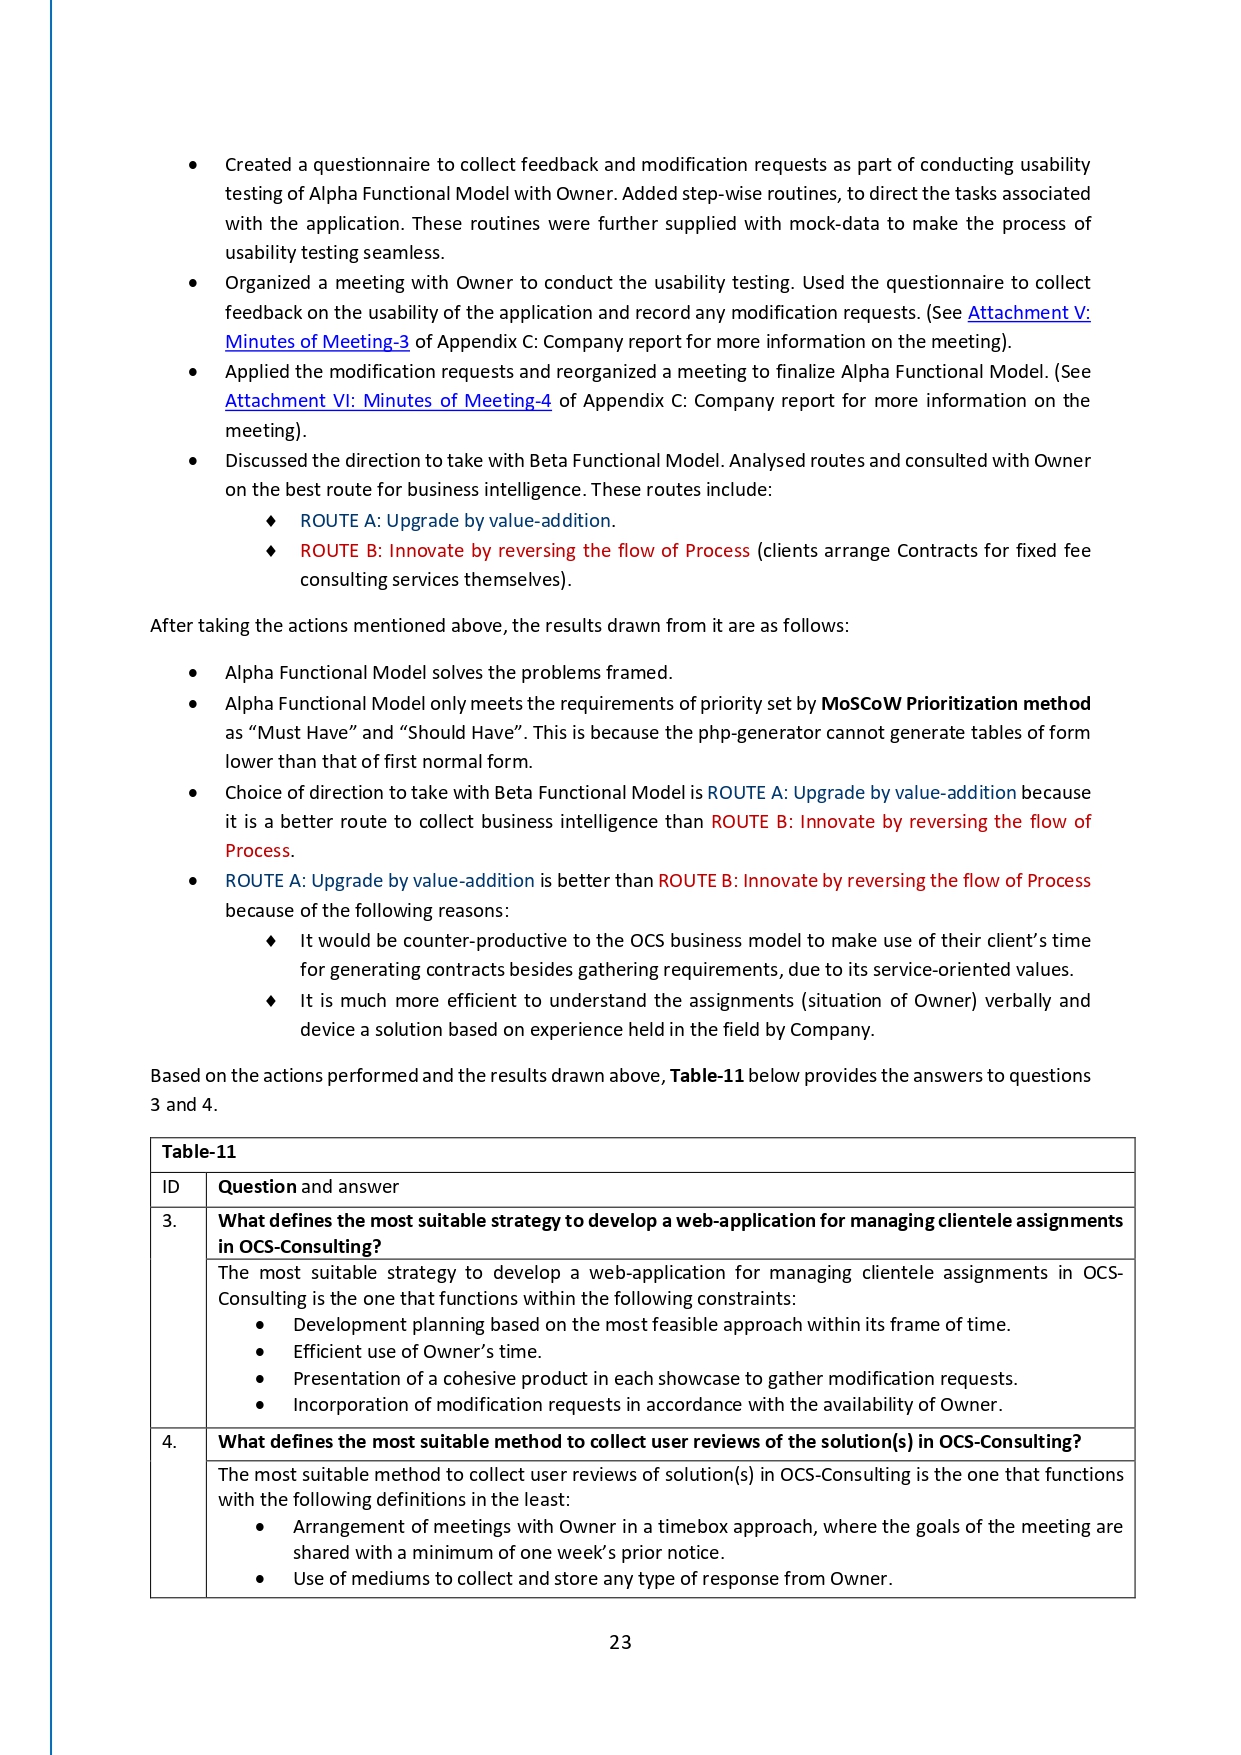 • Created a questionnaire to collect feedback and modification requests as part of conducting usability
testing of Alpha Functional Model with Owner. Added step-wise routines, to direct the tasks associated
with the application. These routines were further supplied with mock-data to make the process of
usability testing seamless.
• Organized a meeting with Owner to conduct the usability testing. Used the questionnaire to collect
feedback on the usability of the application and record any modification requests. (See Attachment V:
Minutes of Meeting-3 of Appendix C: Company report for more information on the meeting).
• Applied the modification requests and reorganized a meeting to finalize Alpha Functional Model. (See
Attachment VI: Minutes of Meeting-4 of Appendix C: Company report for more information on the
meeting).
• Discussed the direction to take with Beta Functional Model. Analysed routes and consulted with Owner
on the best route for business intelligence. These routes include:
♦ ROUTE A: Upgrade by value-addition.
♦ ROUTE B: Innovate by reversing the flow of Process (clients arrange Contracts for fixed fee
consulting services themselves).
After taking the actions mentioned above, the results drawn from it are as follows:
• Alpha Functional Model solves the problems framed.
• Alpha Functional Model only meets the requirements of priority set by MoSCoW Prioritization method
as “Must Have” and “Should Have”. This is because the php-generator cannot generate tables of form
lower than that of first normal form.
• Choice of direction to take with Beta Functional Model is ROUTE A: Upgrade by value-addition because
it is a better route to collect business intelligence than ROUTE B: Innovate by reversing the flow of
Process.
• ROUTE A: Upgrade by value-addition is better than ROUTE B: Innovate by reversing the flow of Process
because of the following reasons:
♦ It would be counter-productive to the OCS business model to make use of their client’s time
for generating contracts besides gathering requirements, due to its service-oriented values.
♦ It is much more efficient to understand the assignments (situation of Owner) verbally and
device a solution based on experience held in the field by Company.
Based on the actions performed and the results drawn above, Table-11 below provides the answers to questions
3 and 4.
Table-11
ID Question and answer
3. What defines the most suitable strategy to develop a web-application for managing clientele assignments
in OCS-Consulting?
The most suitable strategy to develop a web-application for managing clientele assignments in OCS-
Consulting is the one that functions within the following constraints:
• Development planning based on the most feasible approach within its frame of time.
• Efficient use of Owner’s time.
• Presentation of a cohesive product in each showcase to gather modification requests.
• Incorporation of modification requests in accordance with the availability of Owner.
4. What defines the most suitable method to collect user reviews of the solution(s) in OCS-Consulting?
The most suitable method to collect user reviews of solution(s) in OCS-Consulting is the one that functions
with the following definitions in the least:
• Arrangement of meetings with Owner in a timebox approach, where the goals of the meeting are
shared with a minimum of one week’s prior notice.
• Use of mediums to collect and store any type of response from Owner.
23